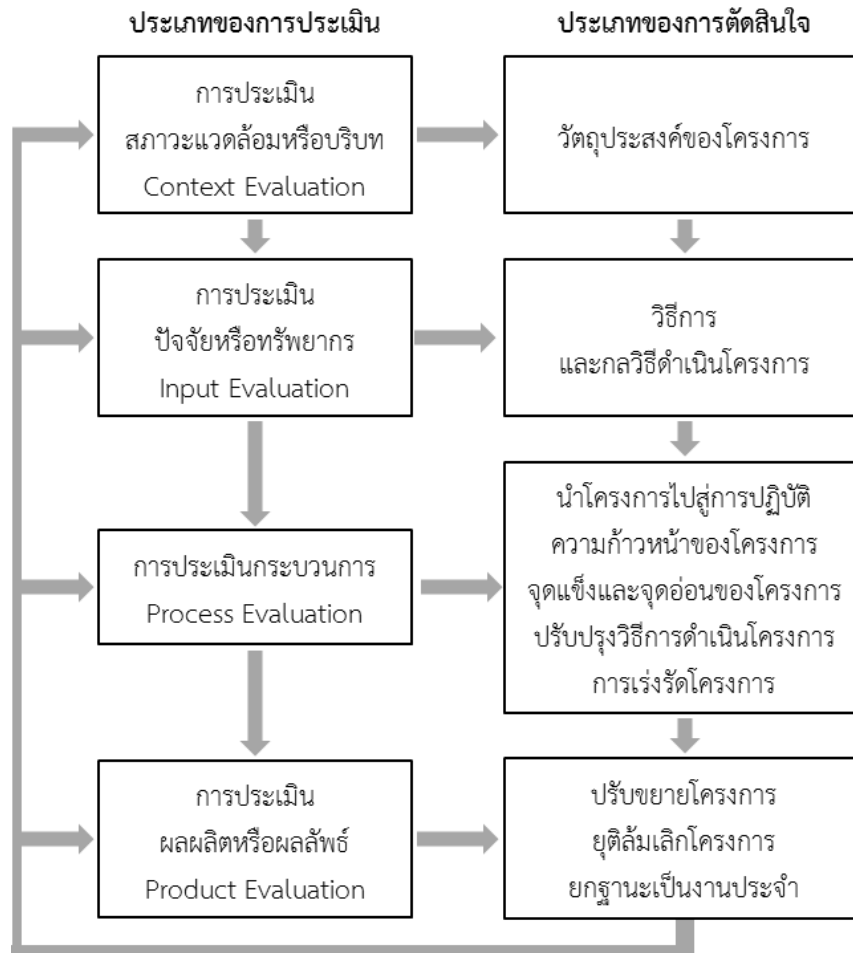 ประเภทของการประเมิน
ประเภทของการตัดสินใจ
การประเมิน
สภาวะแวดล้อมหรือบริบท
Context Evaluation
วัตถุประสงค์ของโครงการ
การประเมิน
ปัจจัยหรือทรัพยากร
Input Evaluation
วิธีการ
และกลวิธีดำเนินโครงการ
การประเมินกระบวนการ
Process Evaluation
นำโครงการไปสู่การปฏิบัติ
ความก้าวหน้าของโครงการ
จุดแข็งและจุดอ่อนของโครงการ
ปรับปรุงวิธีการดำเนินโครงการ
การเร่งรัดโครงการ
การประเมิน
ผลผลิตหรือผลลัพธ์
Product Evaluation
ปรับขยายโครงการ
ยุติล้มเลิกโครงการ
ยกฐานะเป็นงานประจำ